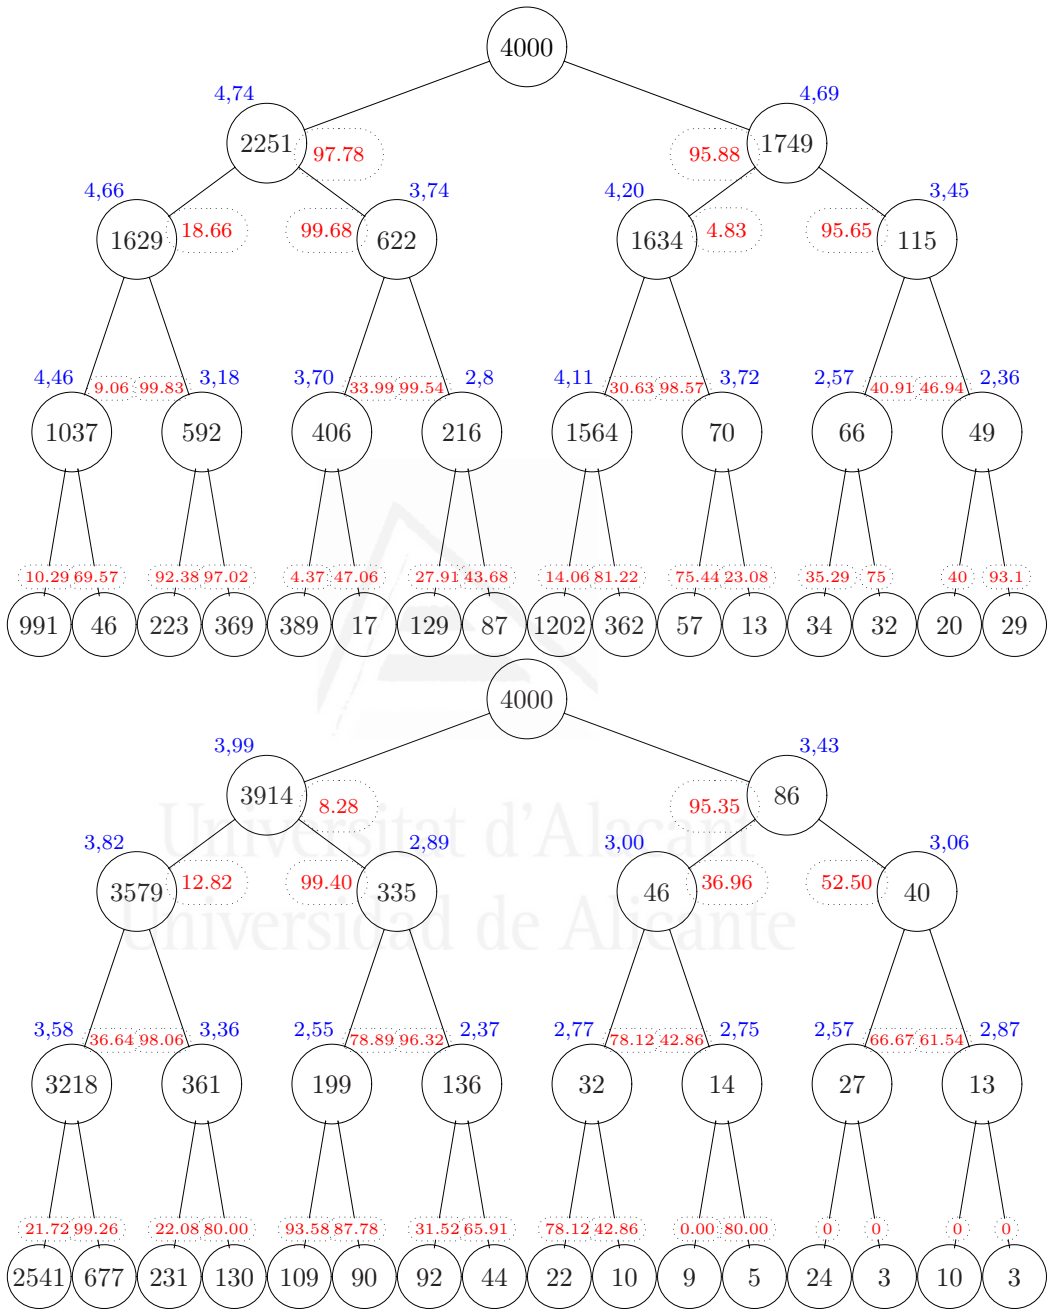 4000
4,74 4,69
2251 97.78 95.88 1749
4,66 3,74 4,20 3,45
1629 18.66 99.68 622 1634 4.83 95.65 115
4,46 9.06 99.83 3,18 3,70 33.99 99.54 2,8 4,11 30.63 98.57 3,72 2,57 40.91 46.94 2,36
1037 592 406 216 1564 70 66 49
10.29 69.57 92.38 97.02 4.37 47.06 27.91 43.68 14.06 81.22 75.44 23.08 35.29 75 40 93.1
991 46 223 369 389 17 129 87 1202 362 57 13 34 32 20 29
4000
3,99 3,43
3914 8.28 95.35 86
Universitat d'Alacant
3,82 2,89 3,00 3,06
3579 12.82 99.40 335 46 36.96 52.50 40
Universidad de Alicante
3,58 36.64 98.06 3,36 2,55 78.89 96.32 2,37 2,77 78.12 42.86 2,75 2,57 66.67 61.54 2,87
3218 361 199 136 32 14 27 13
21.72 99.26 22.08 80.00 93.58 87.78 31.52 65.91 78.12 42.86 0.00 80.00 0 0 0 0
2541 677 231 130 109 90 92 44 22 10 9 5 24 3 10 3